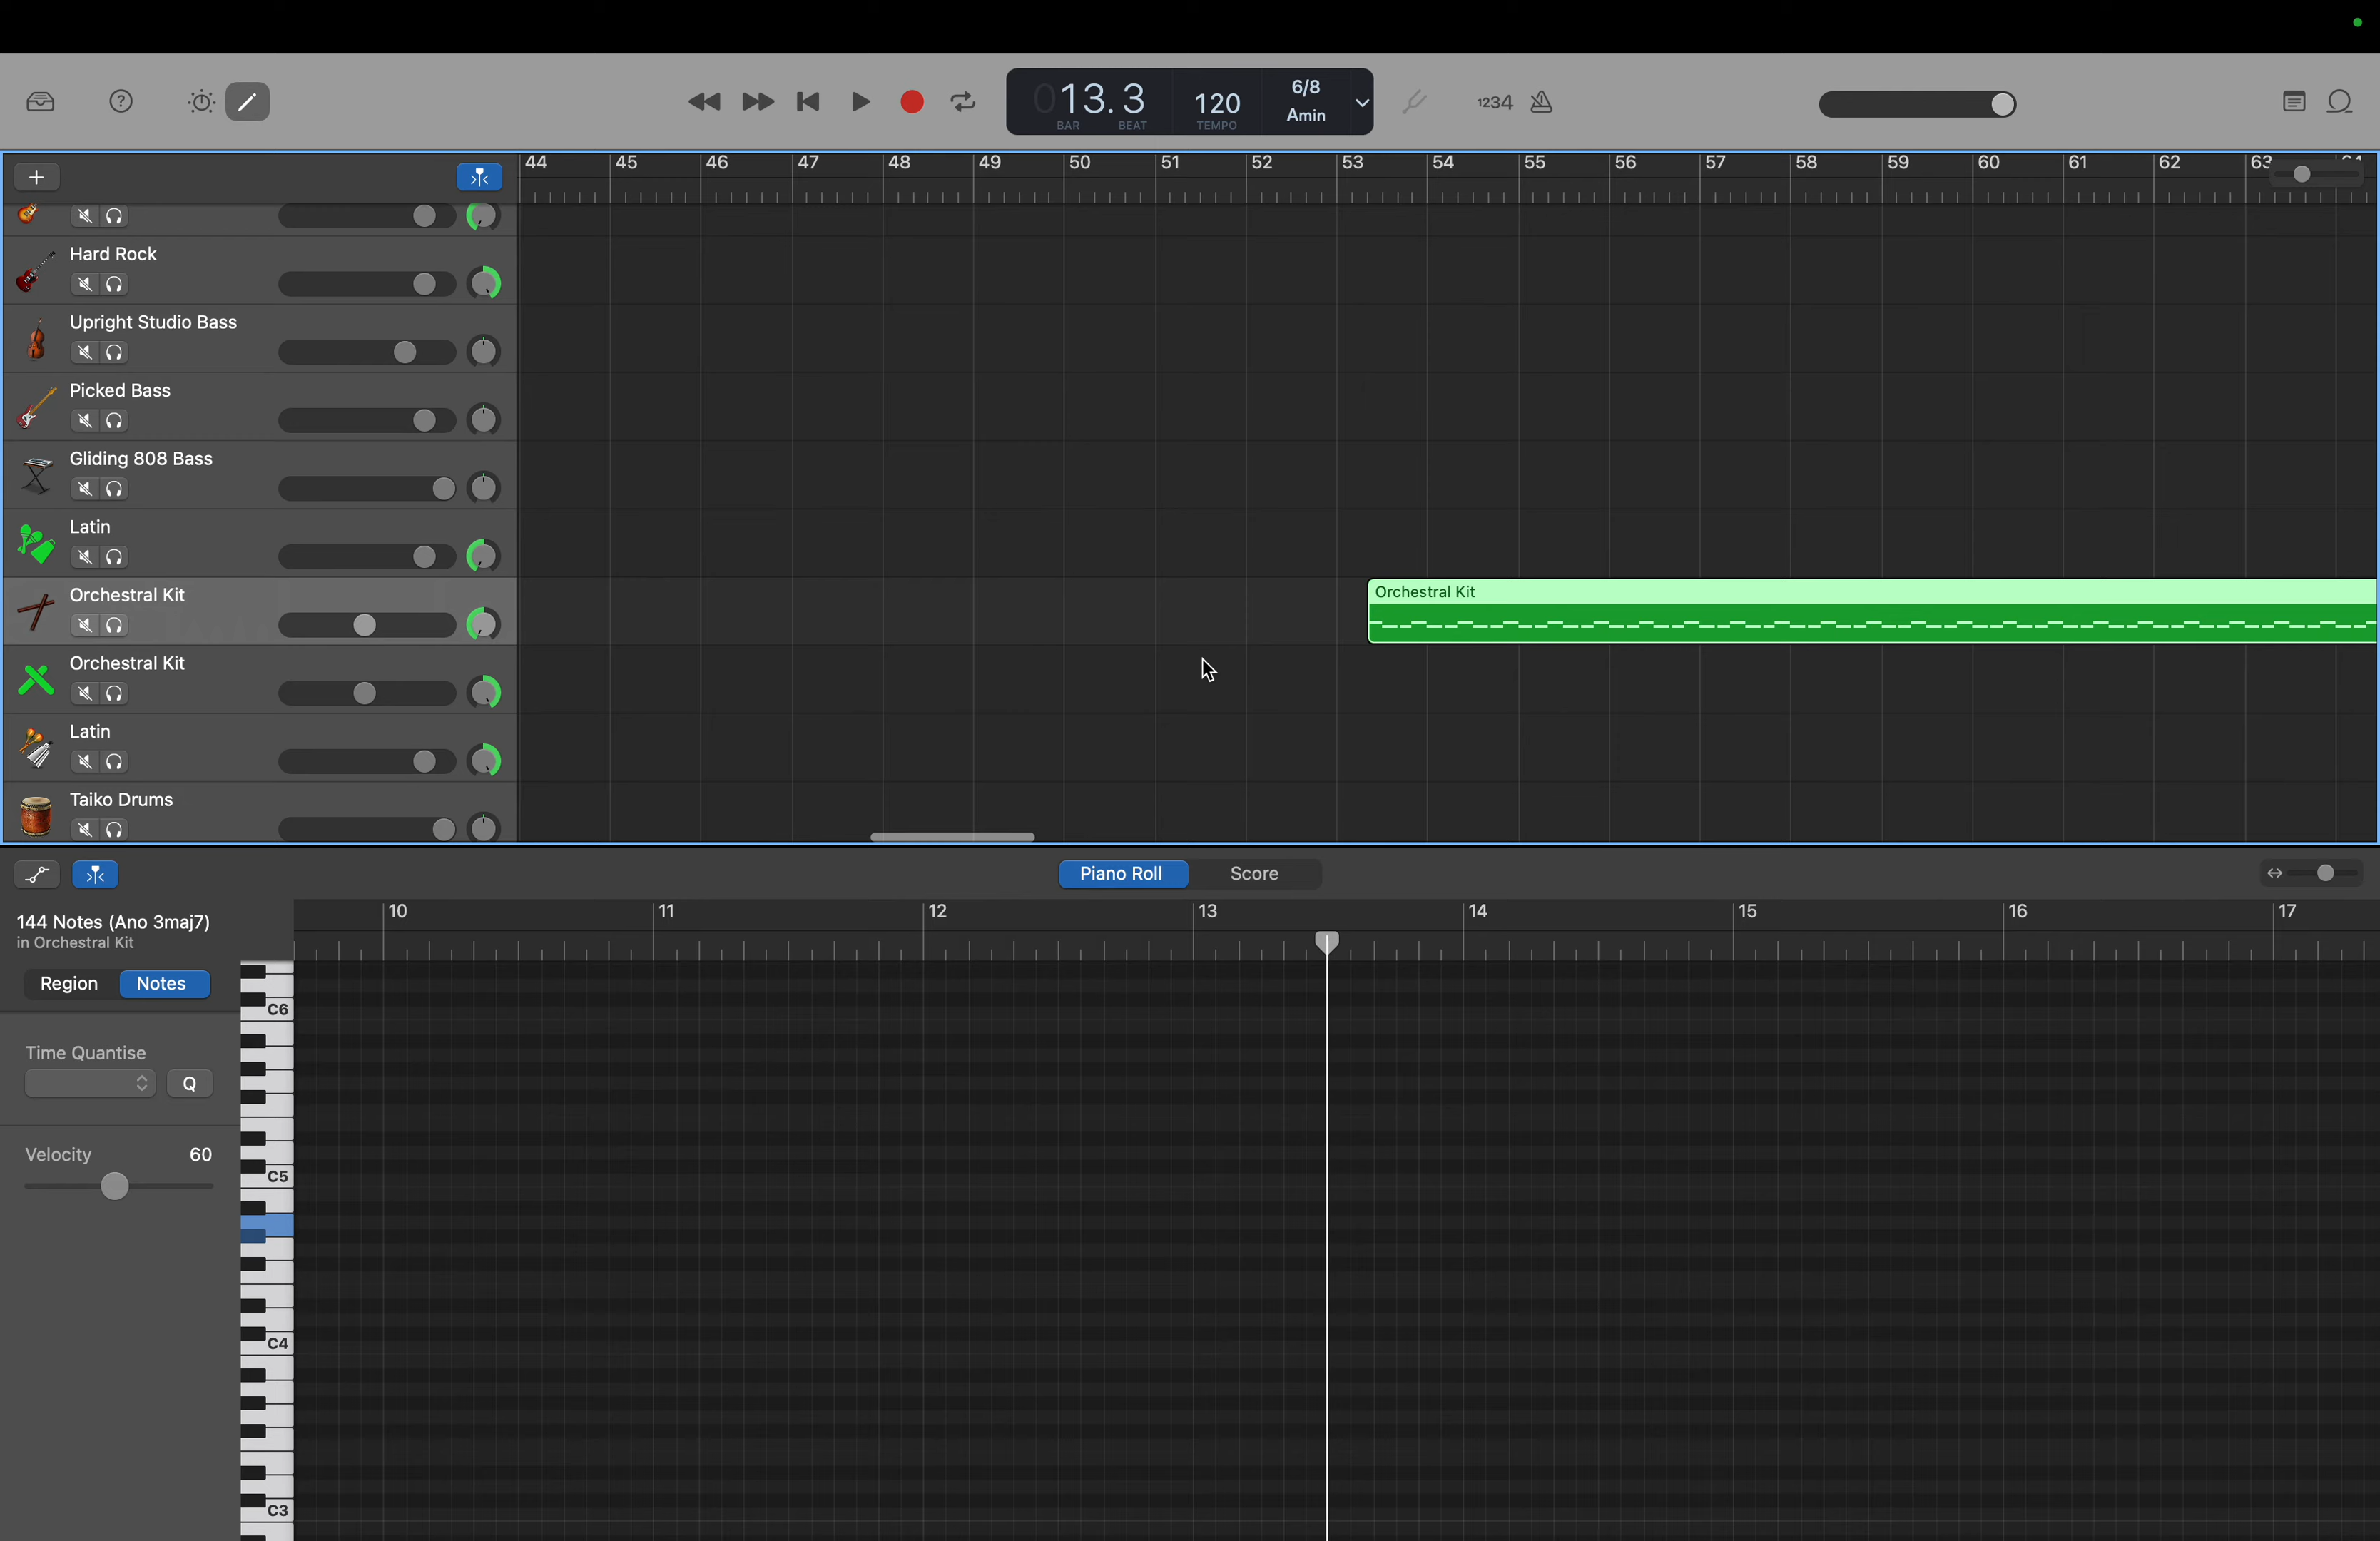 013.3
BAR BEAT
120
TEMPO
6/8
Amin
1234
44 45 46 47 48 49 50 51 52 53 54 55 56 57 58 59 60 61 62 63 64
Hard Rock
Upright Studio Bass
Picked Bass
Gliding 808 Bass
Latin
Orchestral Kit
Orchestral Kit
Orchestral Kit
Latin
Taiko Drums
Piano Roll Score
144 Notes (Ano 3maj7)
in Orchestral Kit
10 11 12 13 14 15 16 17
Region Notes
C6
Time Quantise
Q
Velocity 60
C5
C4
C3